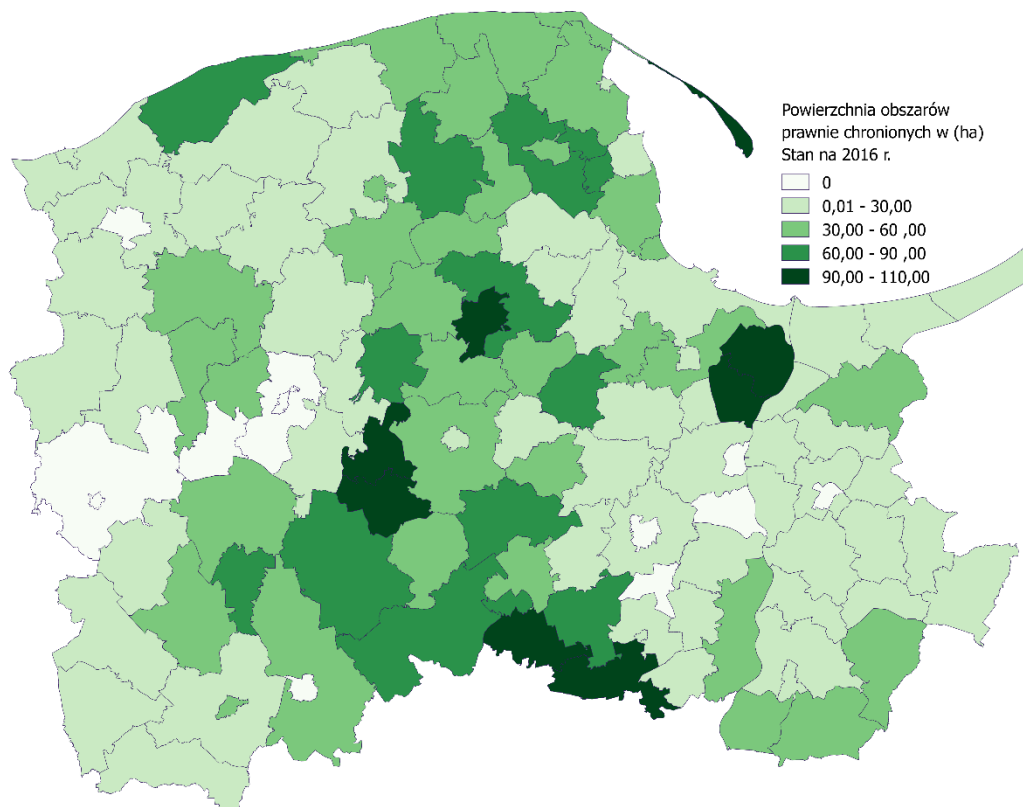 Powierzchnia obszarów
prawnie chronionych w (ha)
Stan na 2016 r.
0
0,01 - 30,00
30,00 - 60 ,00
60,00 - 90 ,00
90,00 - 110,00